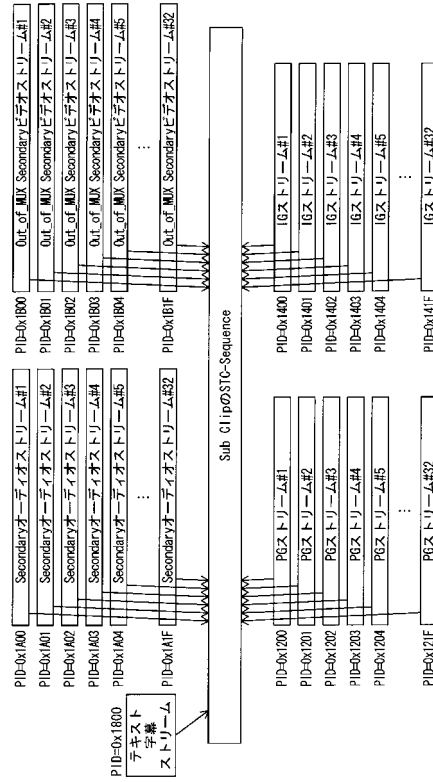 PID=0x1A00 Secondaryオーディオストリーム#1
PID=0x1A01 Secondaryオーディオストリーム#2
PID=0x1A02 Secondaryオーディオストリーム#3
PID=0x1A03 Secondaryオーディオストリーム#4
PID=0x1A04 Secondaryオーディオストリーム#5
⋮
PID=0x1A1F Secondaryオーディオストリーム#32
PID=0x1B00 Out_of_MUX Secondaryビデオストリーム#1
PID=0x1B01 Out_of_MUX Secondaryビデオストリーム#2
PID=0x1B02 Out_of_MUX Secondaryビデオストリーム#3
PID=0x1B03 Out_of_MUX Secondaryビデオストリーム#4
PID=0x1B04 Out_of_MUX Secondaryビデオストリーム#5
⋮
PID=0x1B1F Out_of_MUX Secondaryビデオストリーム#32
PID=0x1800
テキスト
字幕
ストリーム
Sub ClipのSTC-Sequence
PID=0x1200 PGストリーム#1
PID=0x1201 PGストリーム#2
PID=0x1202 PGストリーム#3
PID=0x1203 PGストリーム#4
PID=0x1204 PGストリーム#5
⋮
PID=0x121F PGストリーム#32
PID=0x1400 IGストリーム#1
PID=0x1401 IGストリーム#2
PID=0x1402 IGストリーム#3
PID=0x1403 IGストリーム#4
PID=0x1404 IGストリーム#5
⋮
PID=0x141F IGストリーム#32